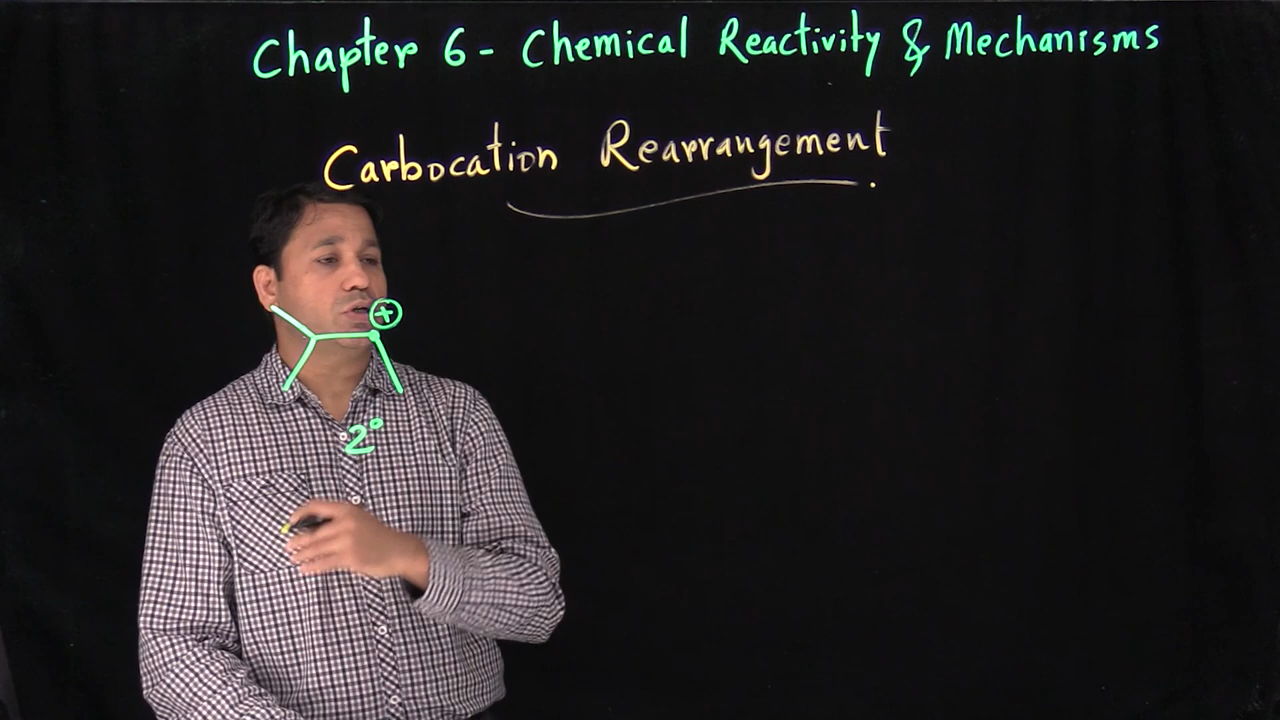 Chapter 6 - Chemical Reactivity & Mechanisms
Carbocation Rearrangement
+
2°